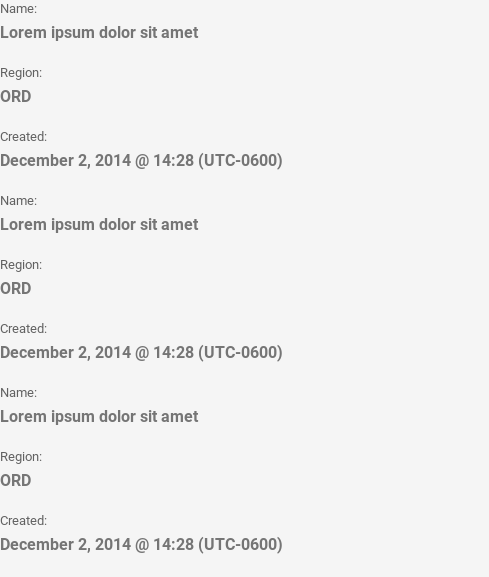 Name:
Lorem ipsum dolor sit amet
Region:
ORD
Created:
December 2, 2014 @ 14:28 (UTC-0600)
Name:
Lorem ipsum dolor sit amet
Region:
ORD
Created:
December 2, 2014 @ 14:28 (UTC-0600)
Name:
Lorem ipsum dolor sit amet
Region:
ORD
Created:
December 2, 2014 @ 14:28 (UTC-0600)